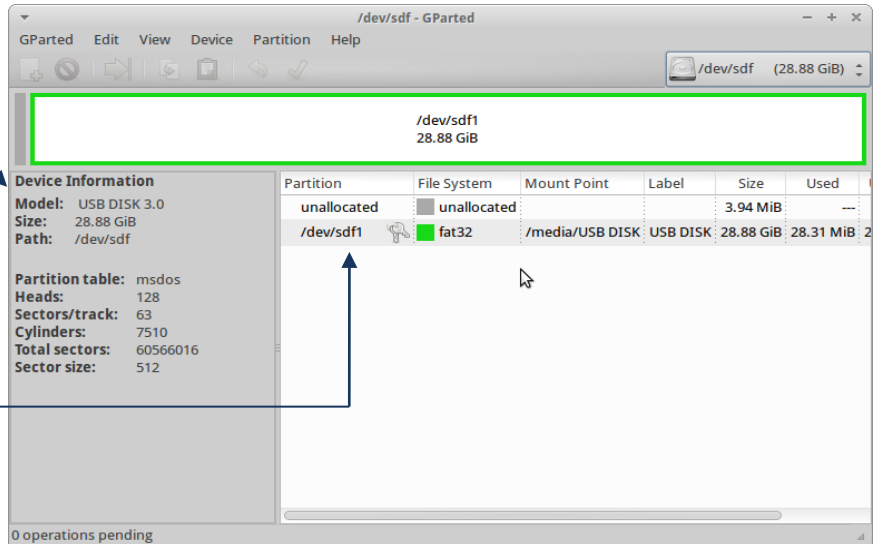 /dev/sdf - GParted
GParted Edit View Device Partition Help
/dev/sdf (28.88 GiB)
/dev/sdf1
28.88 GiB
Device Information
Model: USB DISK 3.0
Size: 28.88 GiB
Path: /dev/sdf
Partition table: msdos
Heads: 128
Sectors/track: 63
Cylinders: 7510
Total sectors: 60566016
Sector size: 512
Partition File System Mount Point Label Size Used
unallocated unallocated 3.94 MiB ---
/dev/sdf1 fat32 /media/USB DISK USB DISK 28.88 GiB 28.31 MiB 2
0 operations pending